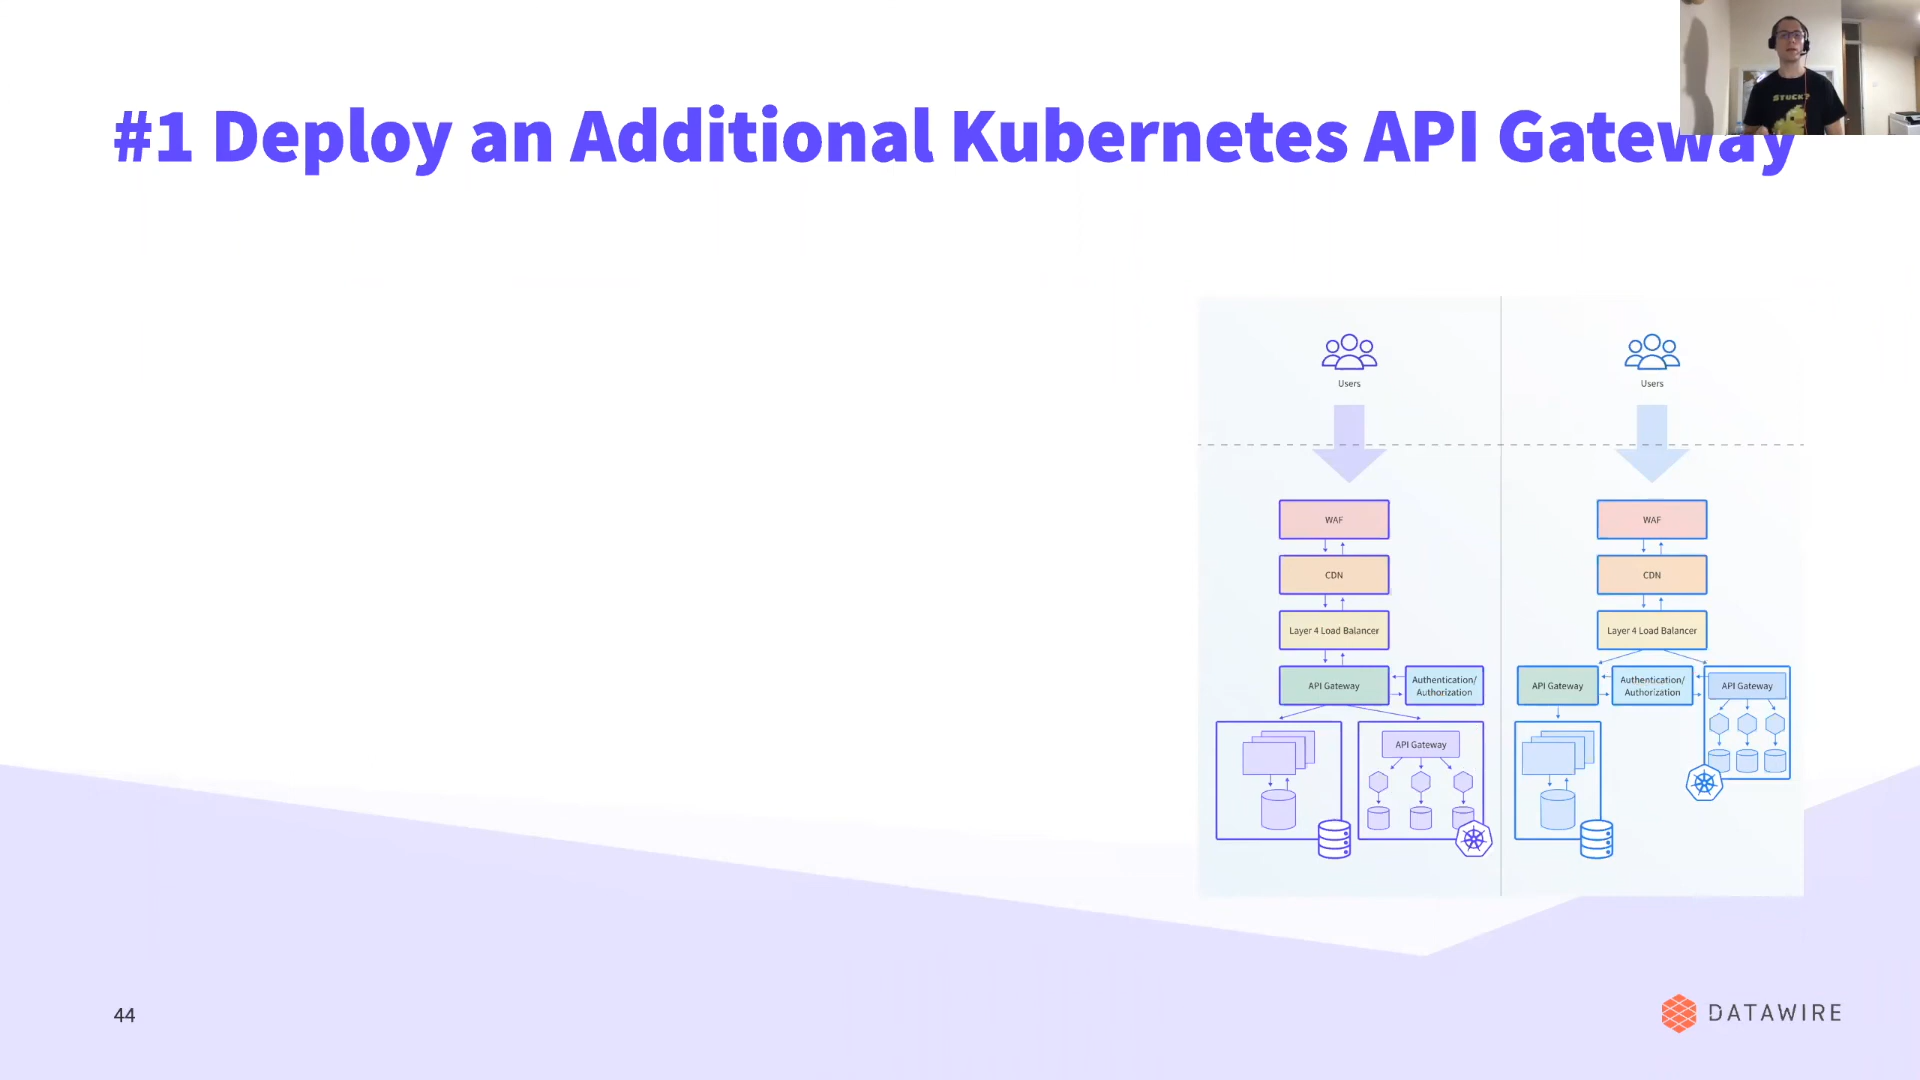 #1 Deploy an Additional Kubernetes API Gateway
STUCK?
Users
Users
WAF
CDN
Layer 4 Load Balancer
API Gateway
Authentication/
Authorization
API Gateway
WAF
CDN
Layer 4 Load Balancer
API Gateway
Authentication/
Authorization
API Gateway
44
DATAWIRE